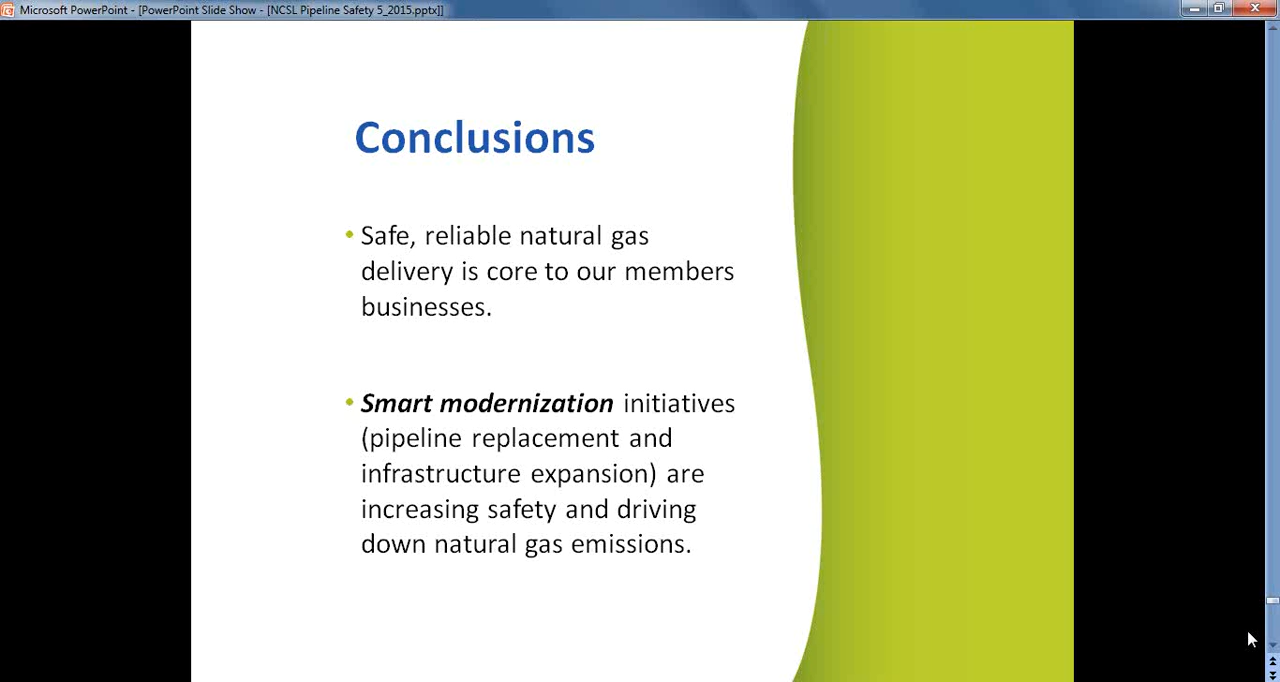 Microsoft PowerPoint - [PowerPoint Slide Show - [NCSL Pipeline Safety 5_2015.pptx]]
Conclusions
• Safe, reliable natural gas
delivery is core to our members
businesses.
• Smart modernization initiatives
(pipeline replacement and
infrastructure expansion) are
increasing safety and driving
down natural gas emissions.